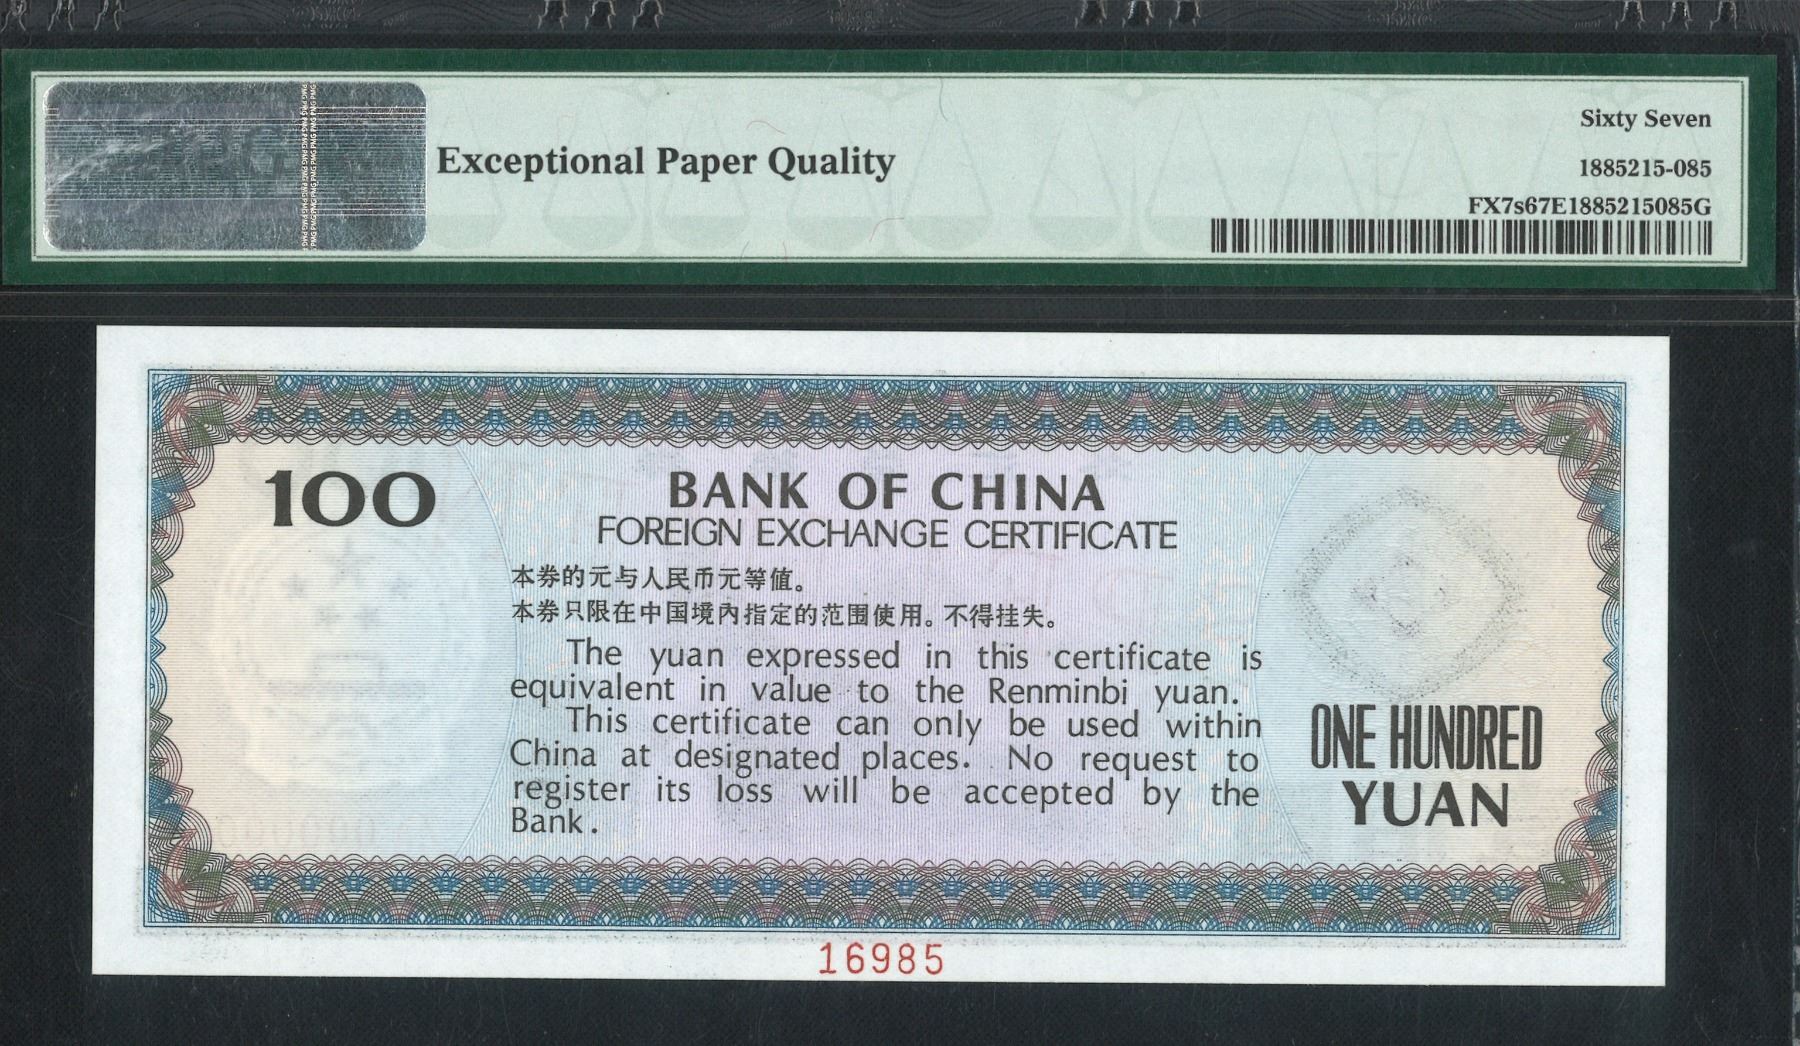 Sixty Seven
Exceptional Paper Quality
1885215-085
FX7s67E1885215085G
100
BANK OF CHINA
FOREIGN EXCHANGE CERTIFICATE
本券的元与人民币元等值。
本券只限在中国境内指定的范围使用。不得挂失。
The yuan expressed in this certificate is
equivalent in value to the Renminbi yuan.
This certificate can only be used within
China at designated places. No request to
register its loss will be accepted by the
Bank.
ONE HUNDRED
YUAN
16985